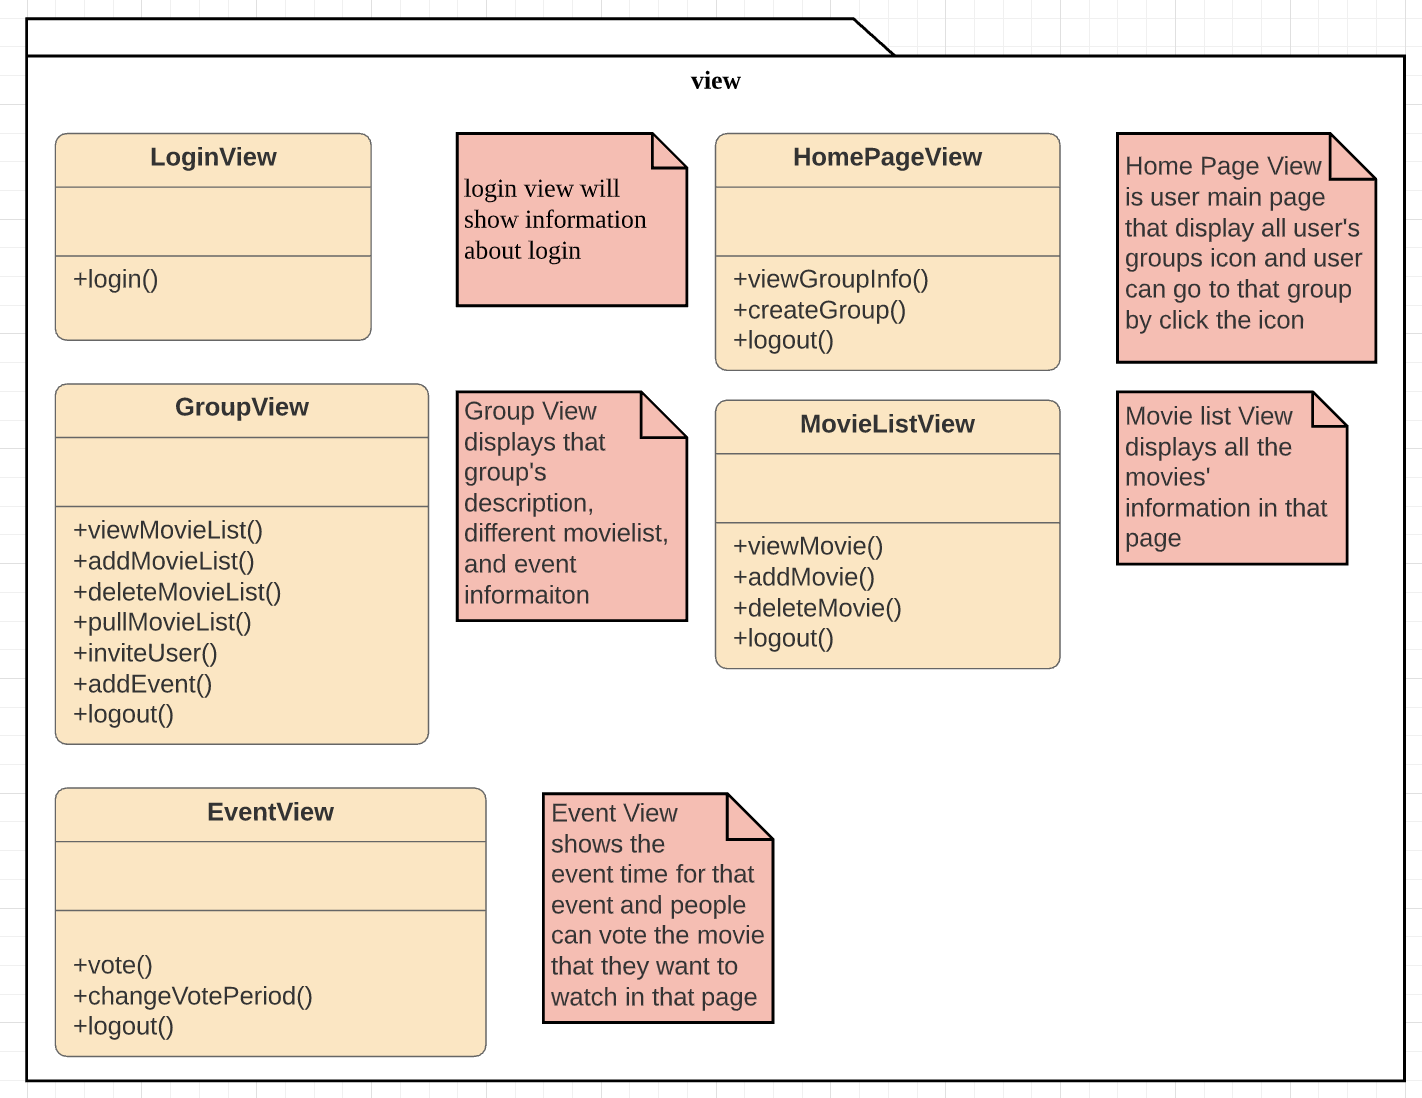 view
LoginView
+login()
login view will
show information
about login
HomePageView
+viewGroupInfo()
+createGroup()
+logout()
Home Page View
is user main page
that display all user's
groups icon and user
can go to that group
by click the icon
GroupView
+viewMovieList()
+addMovieList()
+deleteMovieList()
+pullMovieList()
+inviteUser()
+addEvent()
+logout()
Group View
displays that
group's
description,
different movielist,
and event
informaiton
MovieListView
+viewMovie()
+addMovie()
+deleteMovie()
+logout()
Movie list View
displays all the
movies'
information in that
page
EventView
+vote()
+changeVotePeriod()
+logout()
Event View
shows the
event time for that
event and people
can vote the movie
that they want to
watch in that page